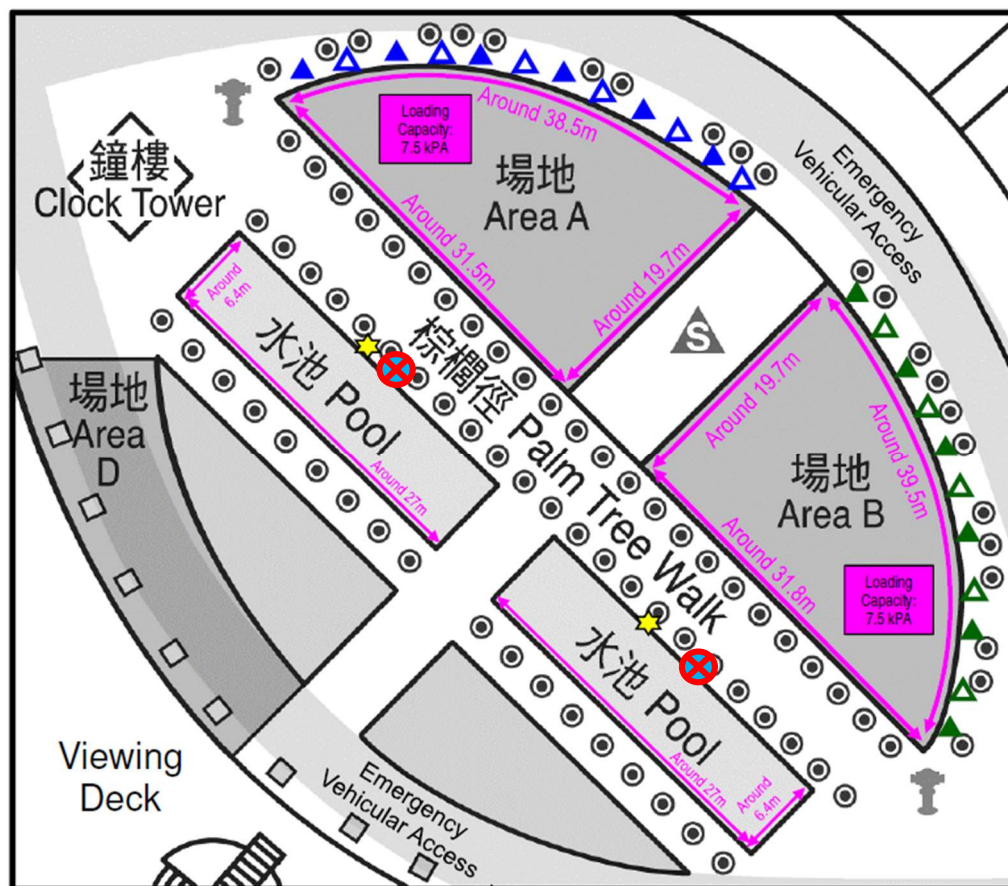 Around 38.5m
Loading
Capacity:
7.5 kPA
場地
Area A
Emergency
Vehicular Access
鐘樓
Clock Tower
Around 31.5m
Around 19.7m
Around
6.4m
水池 Pool
Around 27m
棕櫚徑 Palm Tree Walk
S
Around 19.7m
Around 39.5m
場地
Area B
Around 31.8m
Loading
Capacity:
7.5 kPA
場地
Area
D
水池 Pool
Around 27m
Around
6.4m
Viewing
Deck
Emergency
Vehicular Access